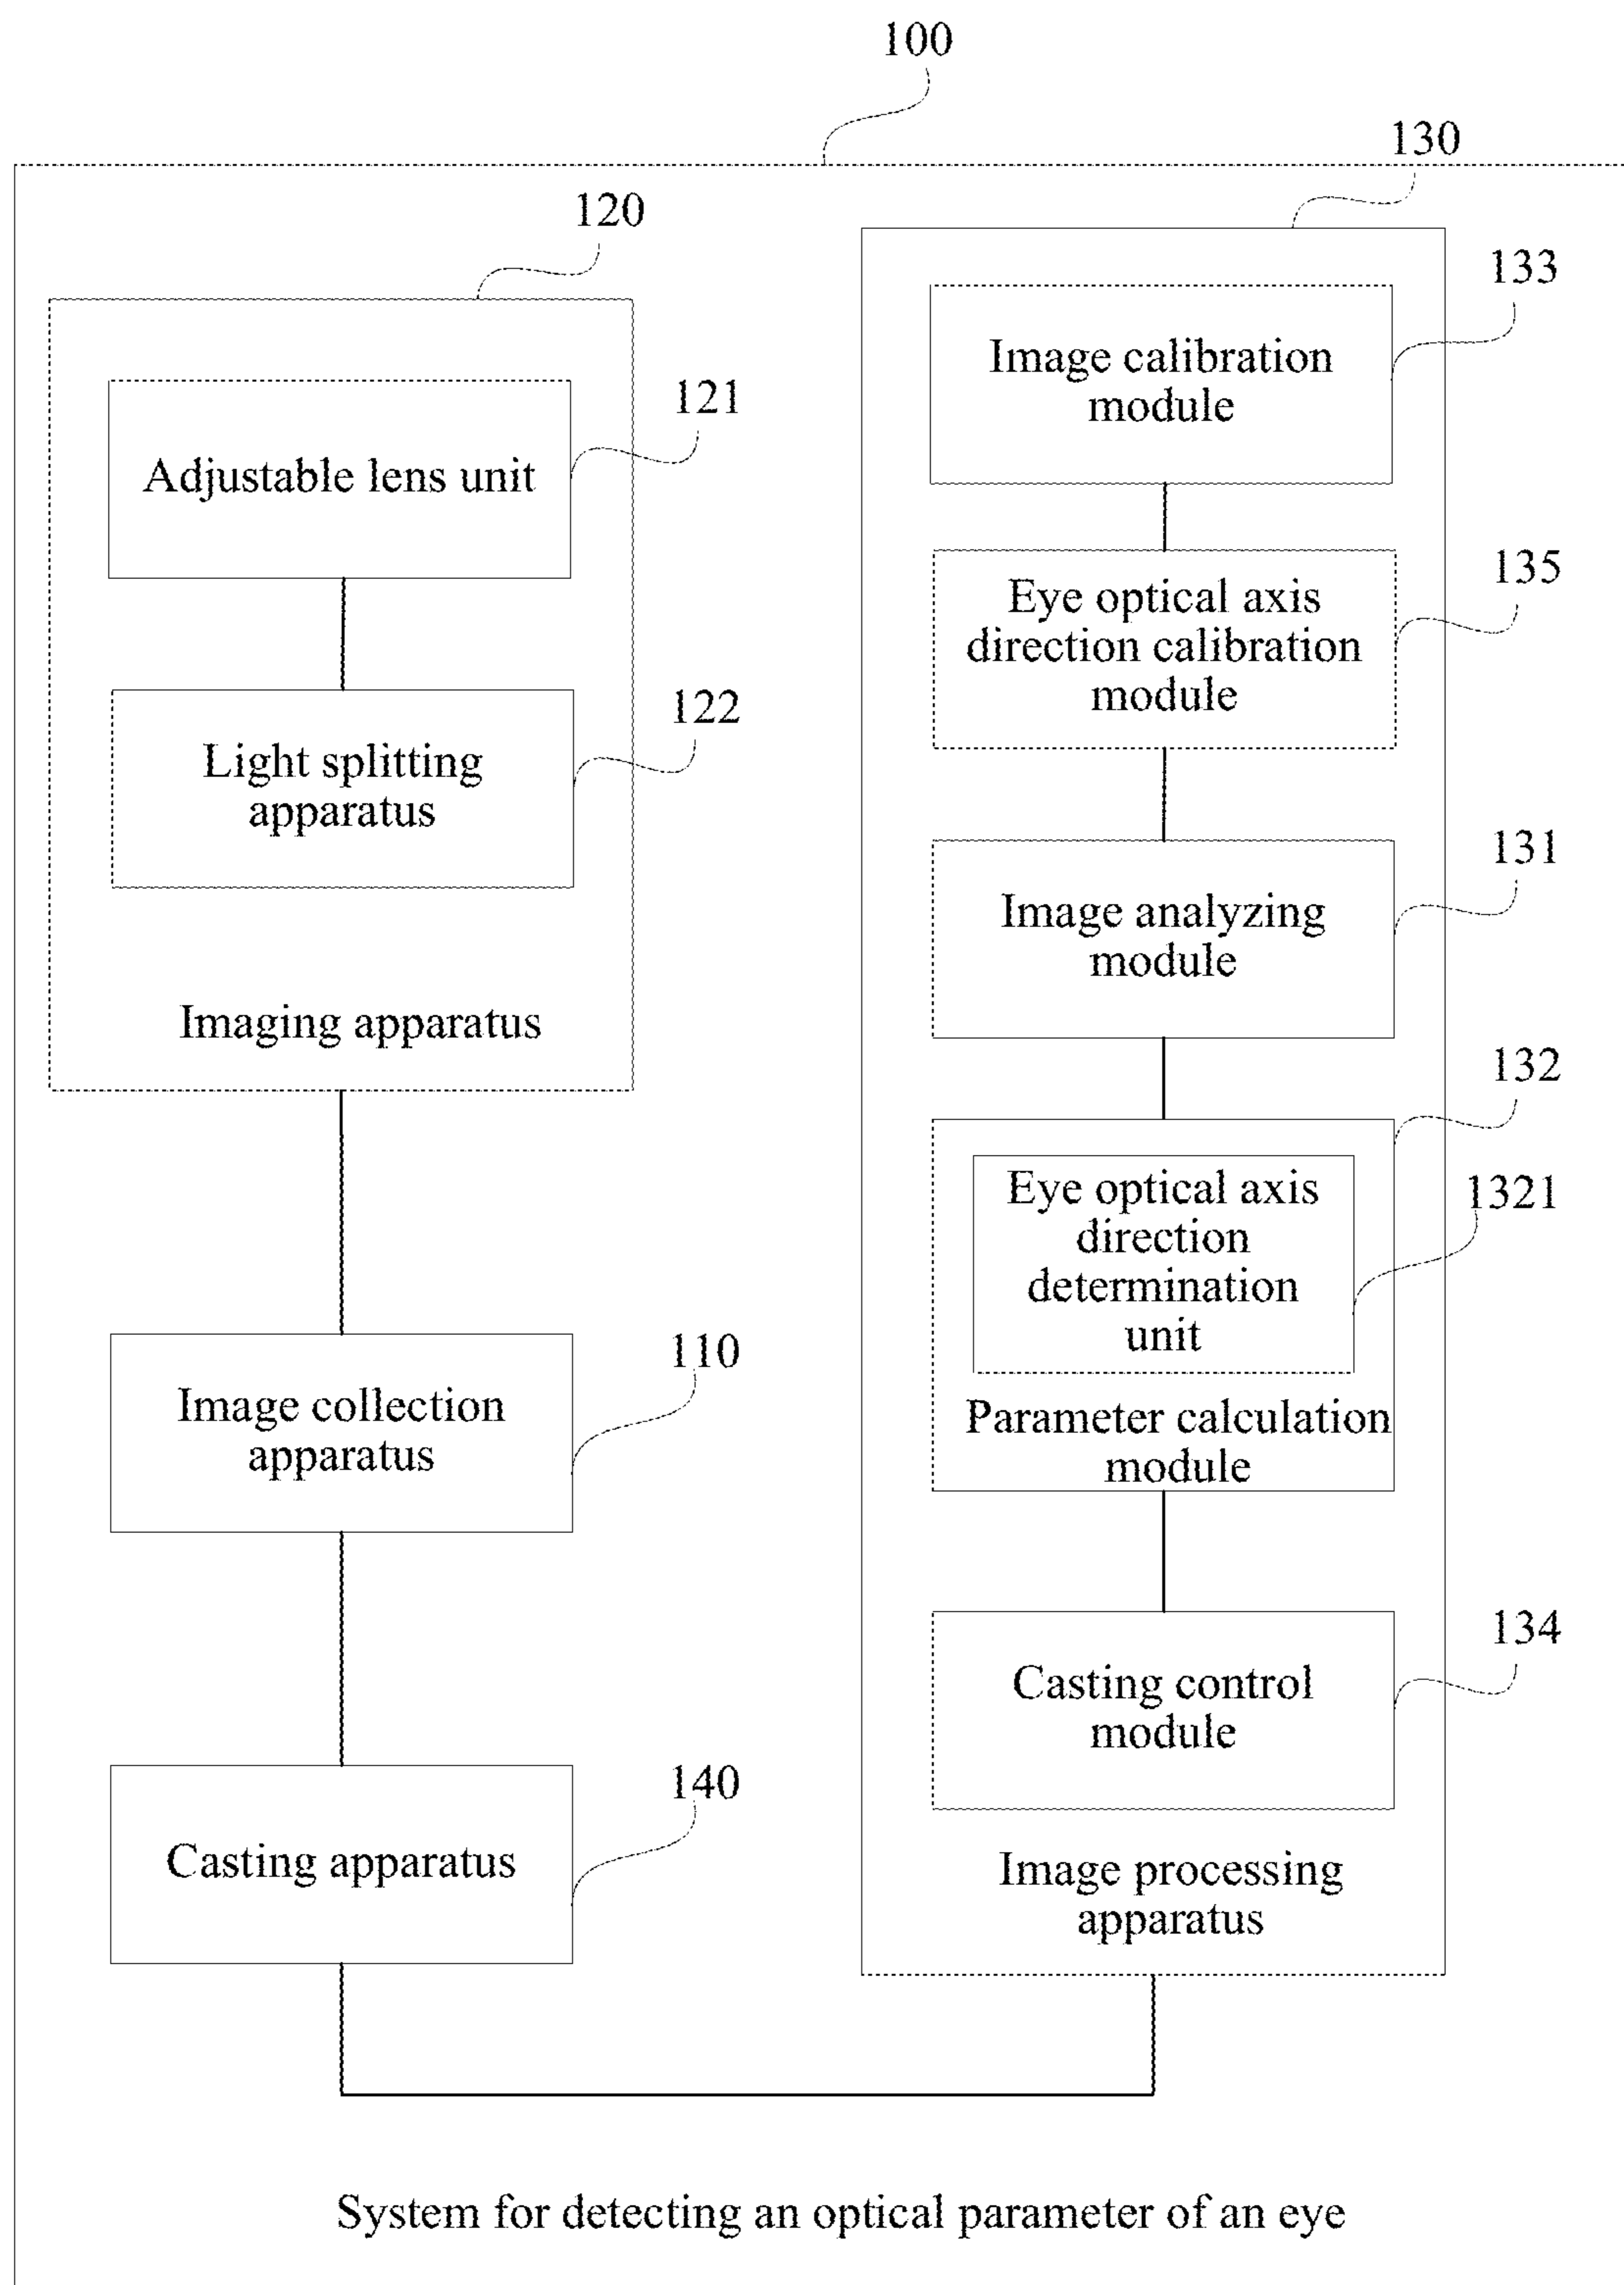 100
130
120
133
Image calibration
module
121
Adjustable lens unit
135
Eye optical axis
direction calibration
module
122
Light splitting
apparatus
131
Image analyzing
module
Imaging apparatus
132
1321
Eye optical axis
direction
determination
unit
110
Image collection
apparatus
Parameter calculation
module
134
Casting control
module
140
Casting apparatus
Image processing
apparatus
System for detecting an optical parameter of an eye